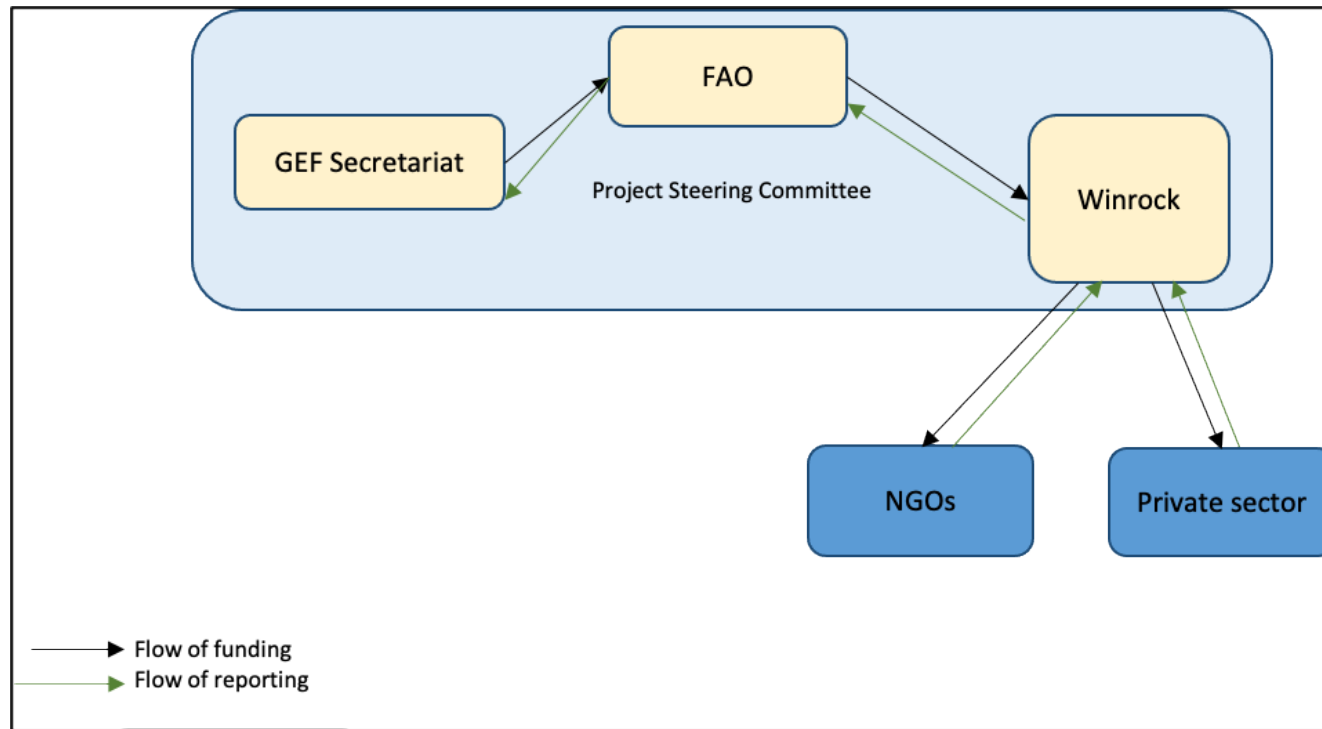 FAO
GEF Secretariat
Project Steering Committee
Winrock
NGOs
Private sector
Flow of funding
Flow of reporting